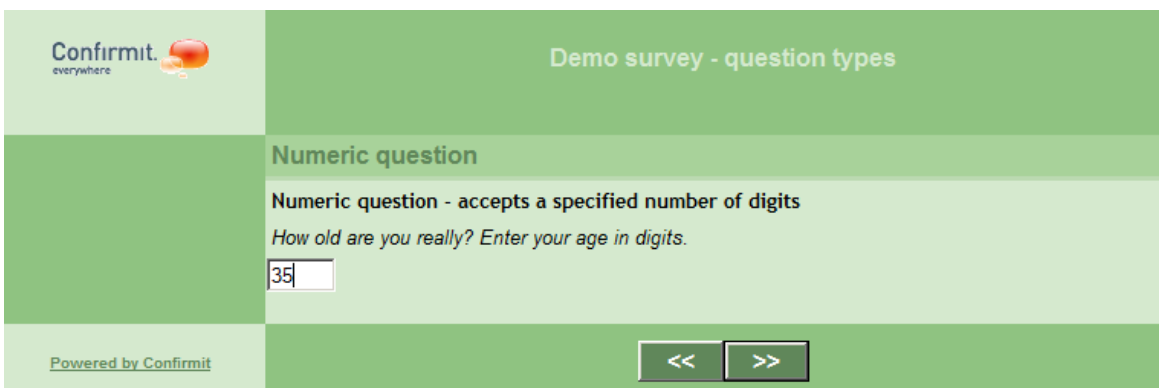 Confirmit.
everywhere
Demo survey - question types
Numeric question
Numeric question - accepts a specified number of digits
How old are you really? Enter your age in digits.
35
Powered by Confirmit
<<
>>